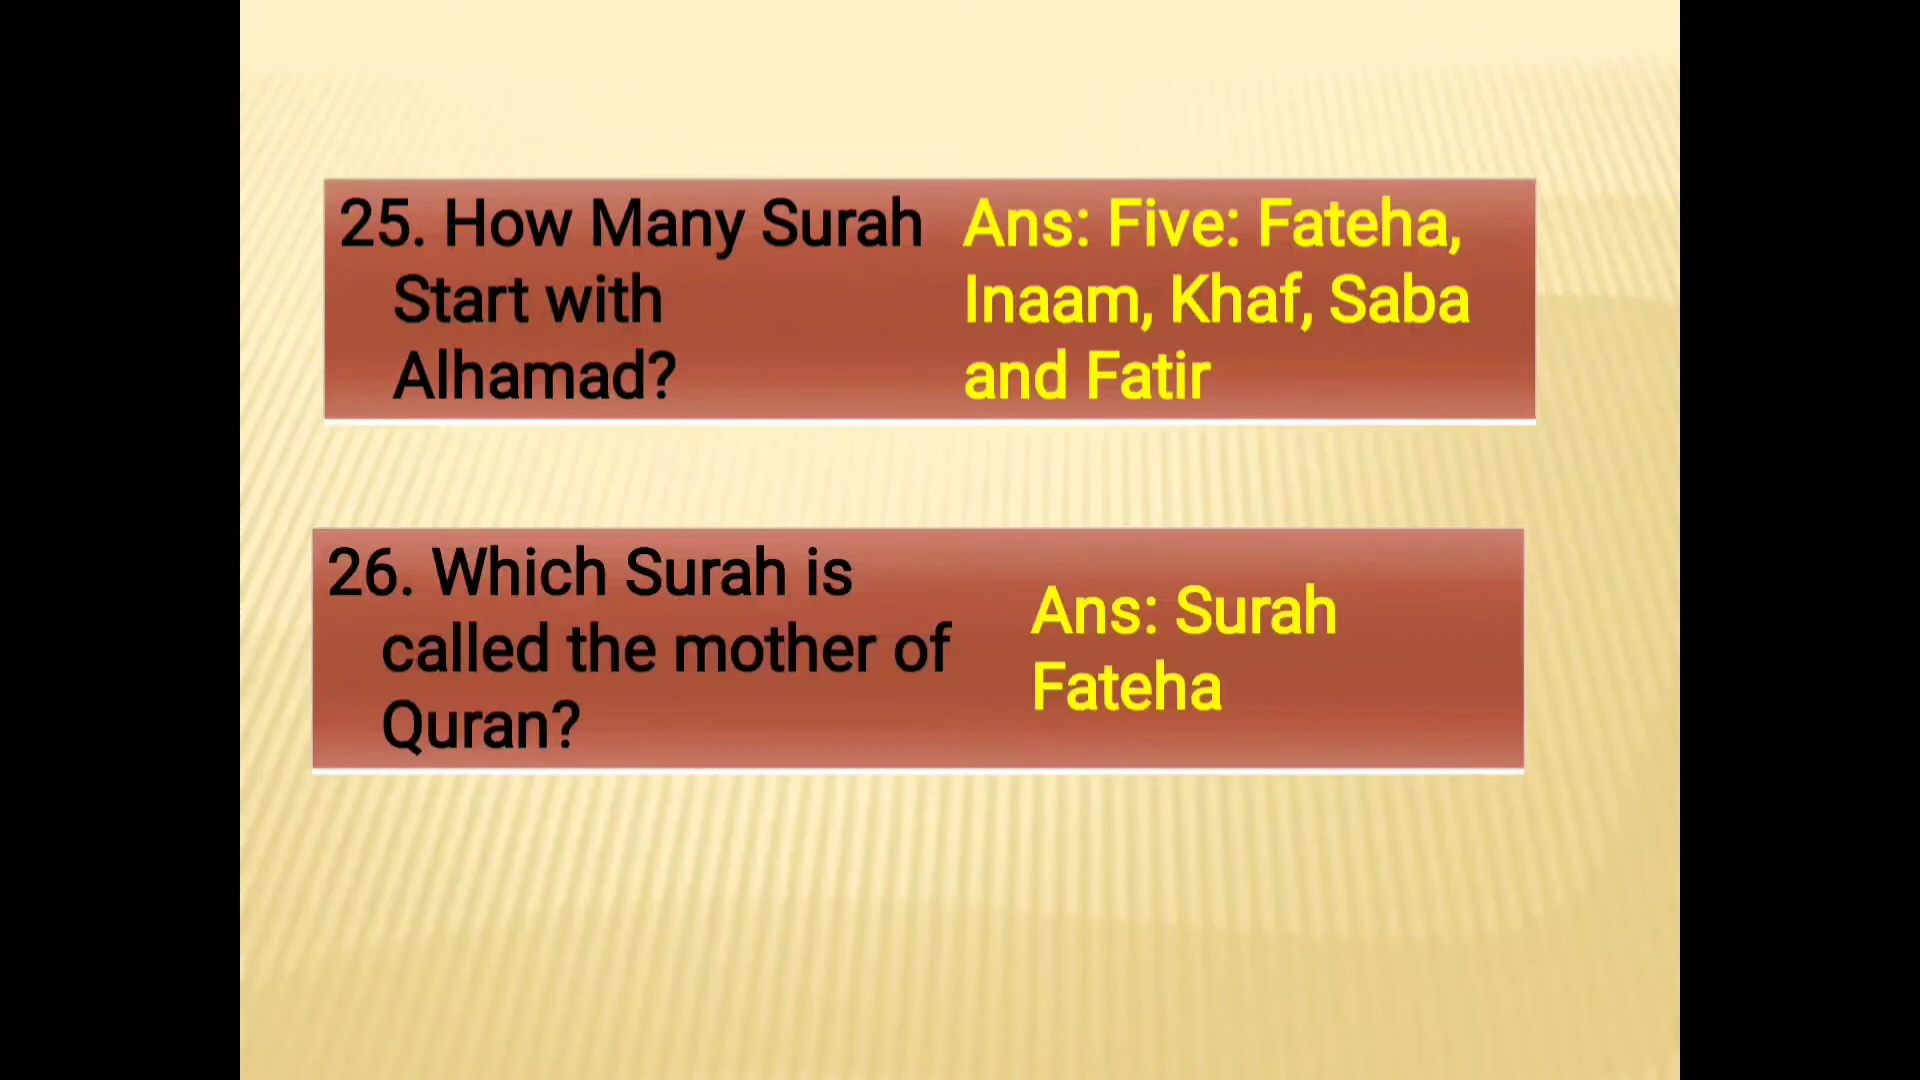 25. How Many Surah
Start with
Alhamad?
Ans: Five: Fateha,
Inaam, Khaf, Saba
and Fatir
26. Which Surah is
called the mother of
Quran?
Ans: Surah
Fateha